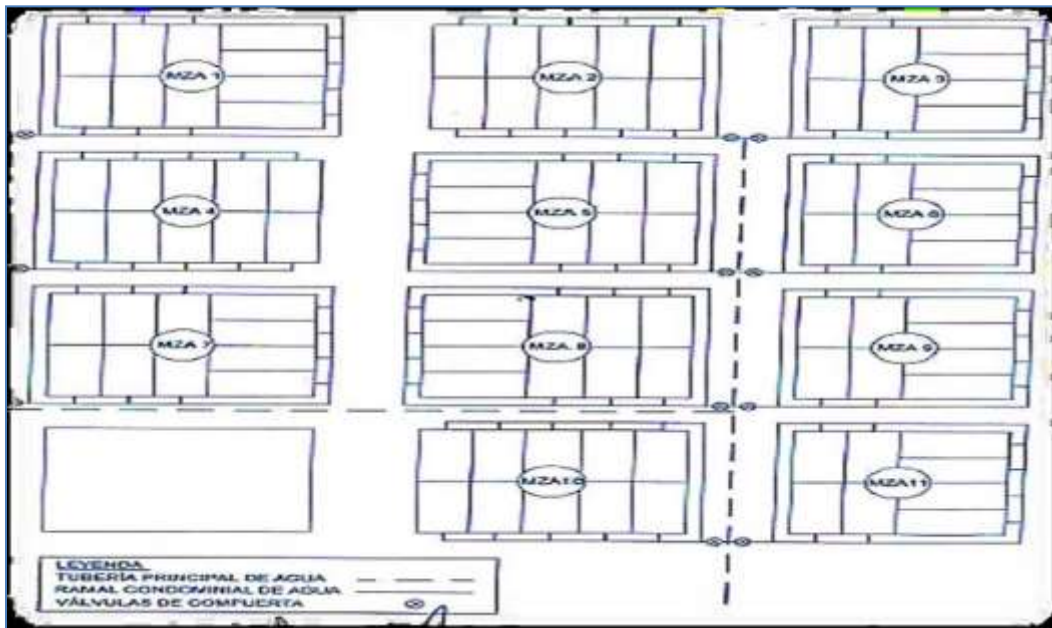 MZA 1
MZA 2
MZA 3
MZA 4
MZA 5
MZA 6
MZA 7
MZA 8
MZA 9
MZA10
MZA11
LEYENDA
TUBERÍA PRINCIPAL DE AGUA
RAMAL CONDOMINIAL DE AGUA
VÁLVULAS DE COMPUERTA